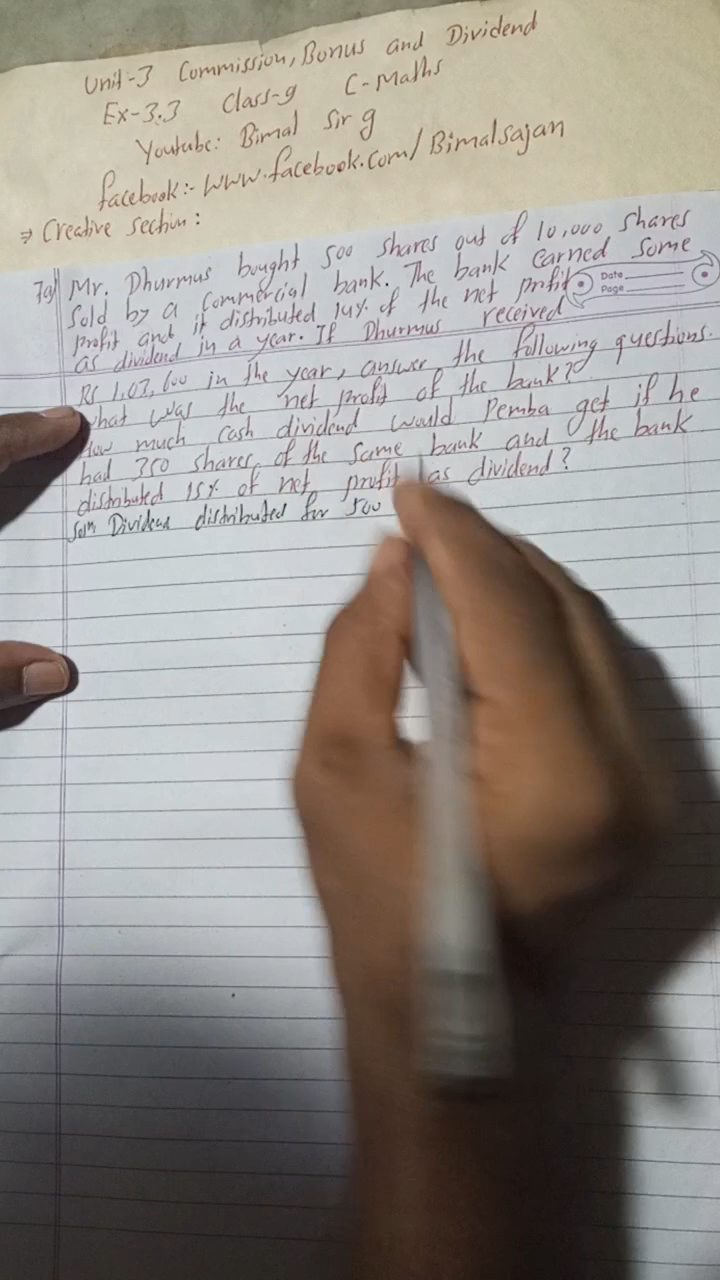 Unit-3 Commission, Bonus and Dividend
Ex-3.3 Class-9 C-Maths
Youtube: Bimal Sir g
facebook:- www.facebook.com/Bimalsajan
⇒ Creative section:
7a) Mr. Dhurmus bought 500 shares out of 10,000 shares
sold by a commercial bank. The bank earned some
profit and it distributed 14% of the net profit
as dividend in a year. If Dhurmus received
Rs 1,03,600 in the year, answer the following questions.
What was the net profit of the bank?
How much cash dividend would Pemba get if he
had 350 shares of the same bank and the bank
distributed 15% of net profit as dividend?
Soln Dividend distributed for 500
Date
Page